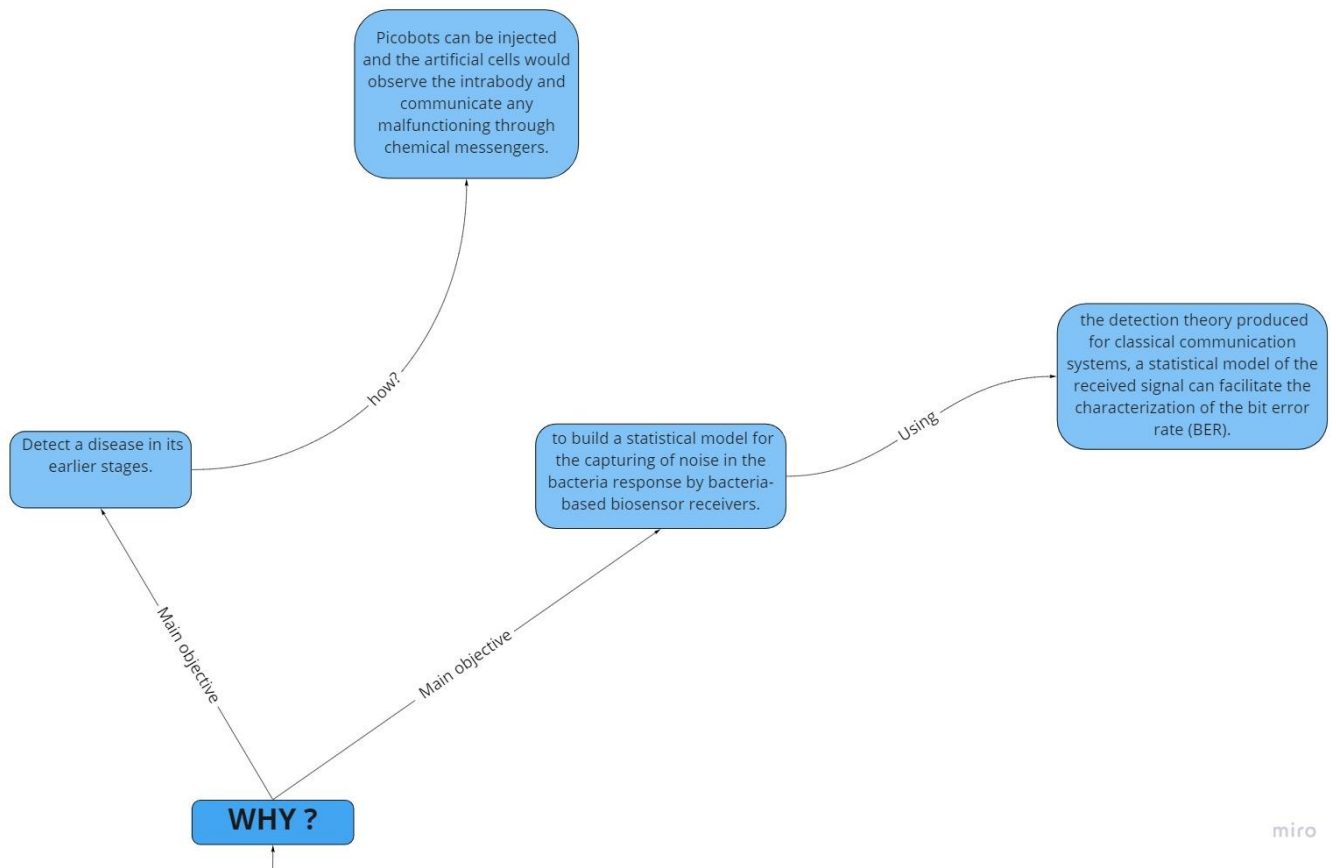 Picobots can be injected
and the artificial cells would
observe the intrabody and
communicate any
malfunctioning through
chemical messengers.
how?
Detect a disease in its
earlier stages.
the detection theory produced
for classical communication
systems, a statistical model of the
received signal can facilitate the
characterization of the bit error
rate (BER).
Using
to build a statistical model for
the capturing of noise in the
bacteria response by bacteria-
based biosensor receivers.
Main objective
Main objective
WHY ?
miro